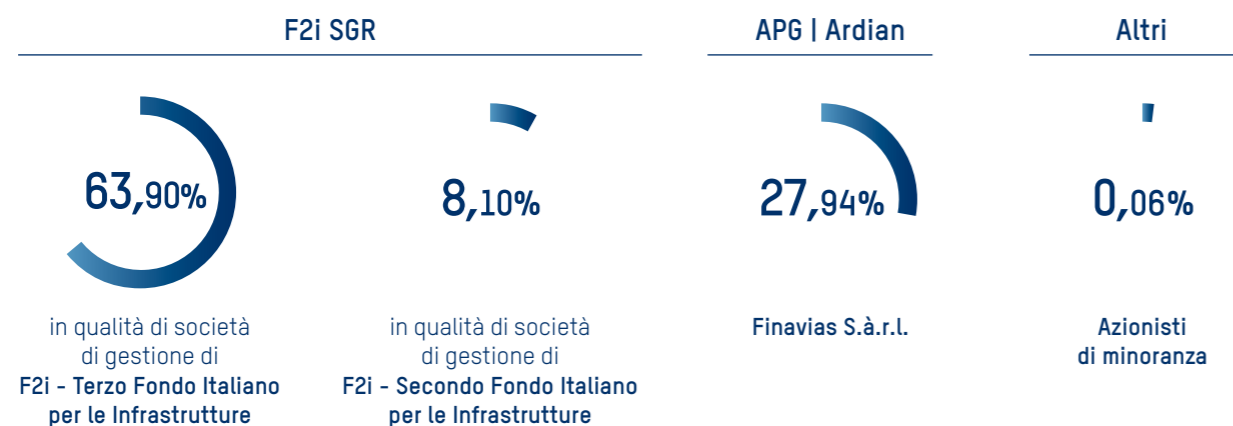 F2i SGR
63,90%
in qualità di società
di gestione di
F2i - Terzo Fondo Italiano
per le Infrastrutture
8,10%
in qualità di società
di gestione di
F2i - Secondo Fondo Italiano
per le Infrastrutture
APG | Ardian
27,94%
Finavias S.à.r.l.
Altri
0,06%
Azionisti
di minoranza